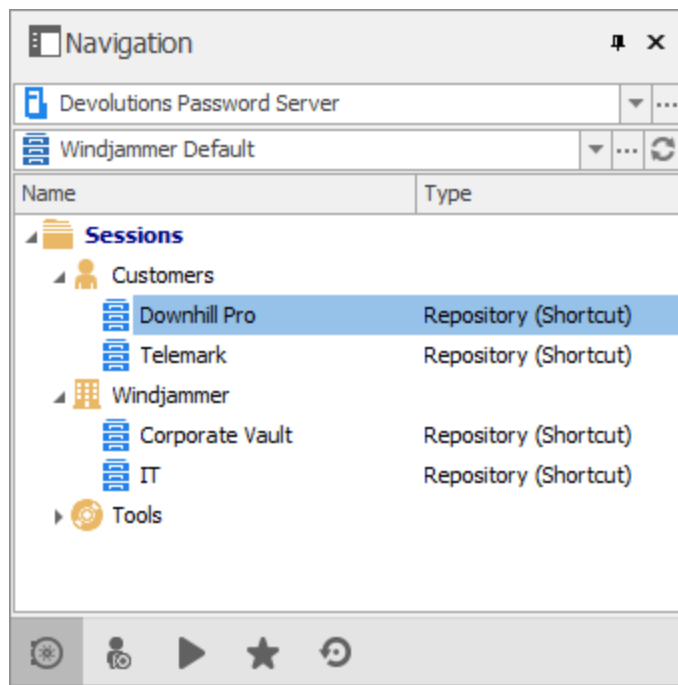 Navigation
Devolutions Password Server
Windjammer Default
Name Type
Sessions
Customers
Downhill Pro Repository (Shortcut)
Telemark Repository (Shortcut)
Windjammer
Corporate Vault Repository (Shortcut)
IT Repository (Shortcut)
Tools